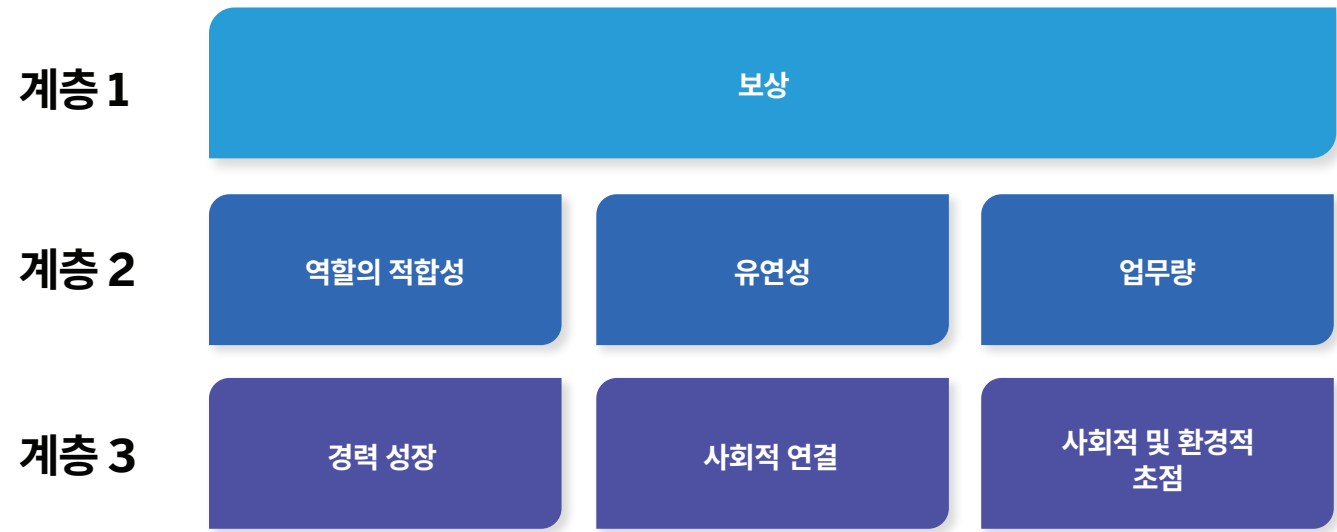 계층 1
보상
계층 2
역할의 적합성
유연성
업무량
계층 3
경력 성장
사회적 연결
사회적 및 환경적
초점